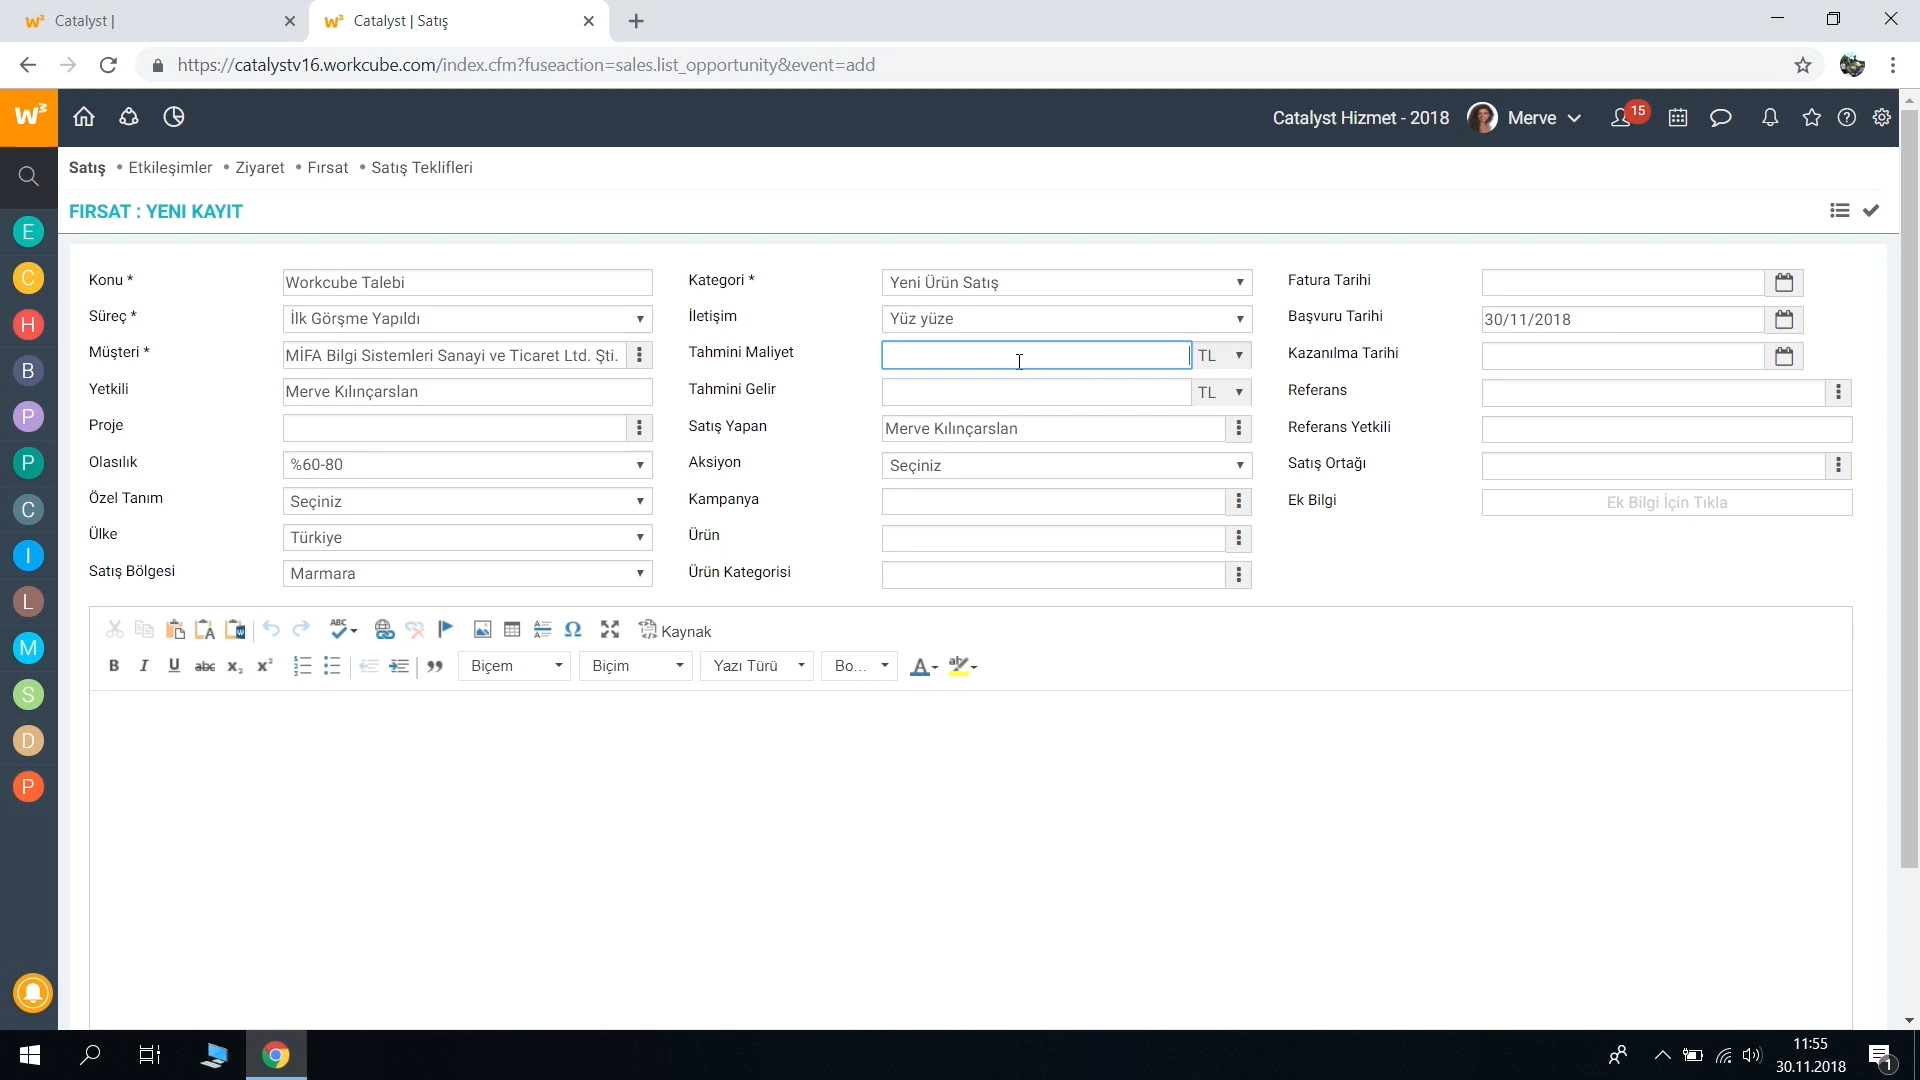 Catalyst |
Catalyst | Satış
https://catalystv16.workcube.com/index.cfm?fuseaction=sales.list_opportunity&event=add
w³
Catalyst Hizmet - 2018
Merve
15
Satış • Etkileşimler • Ziyaret • Fırsat • Satış Teklifleri
FIRSAT : YENI KAYIT
Konu * Workcube Talebi Kategori * Yeni Ürün Satış Fatura Tarihi
Süreç * İlk Görşme Yapıldı İletişim Yüz yüze Başvuru Tarihi 30/11/2018
Müşteri * MİFA Bilgi Sistemleri Sanayi ve Ticaret Ltd. Şti. Tahmini Maliyet TL Kazanılma Tarihi
Yetkili Merve Kılınçarslan Tahmini Gelir TL Referans
Proje Satış Yapan Merve Kılınçarslan Referans Yetkili
Olasılık %60-80 Aksiyon Seçiniz Satış Ortağı
Özel Tanım Seçiniz Kampanya Ek Bilgi Ek Bilgi İçin Tıkla
Ülke Türkiye Ürün
Satış Bölgesi Marmara Ürün Kategorisi
E
C
H
B
P
P
C
I
L
M
S
D
P
Kaynak
Biçem Biçim Yazı Türü Bo...
11:55
30.11.2018
1